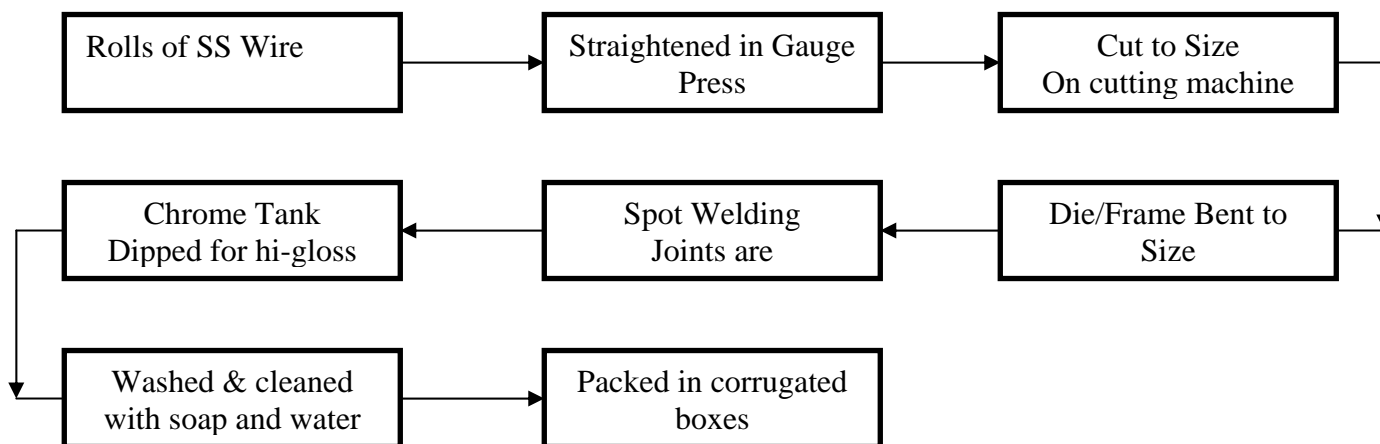 Rolls of SS Wire
Straightened in Gauge
Press
Cut to Size
On cutting machine
Die/Frame Bent to
Size
Spot Welding
Joints are
Chrome Tank
Dipped for hi-gloss
Washed & cleaned
with soap and water
Packed in corrugated
boxes